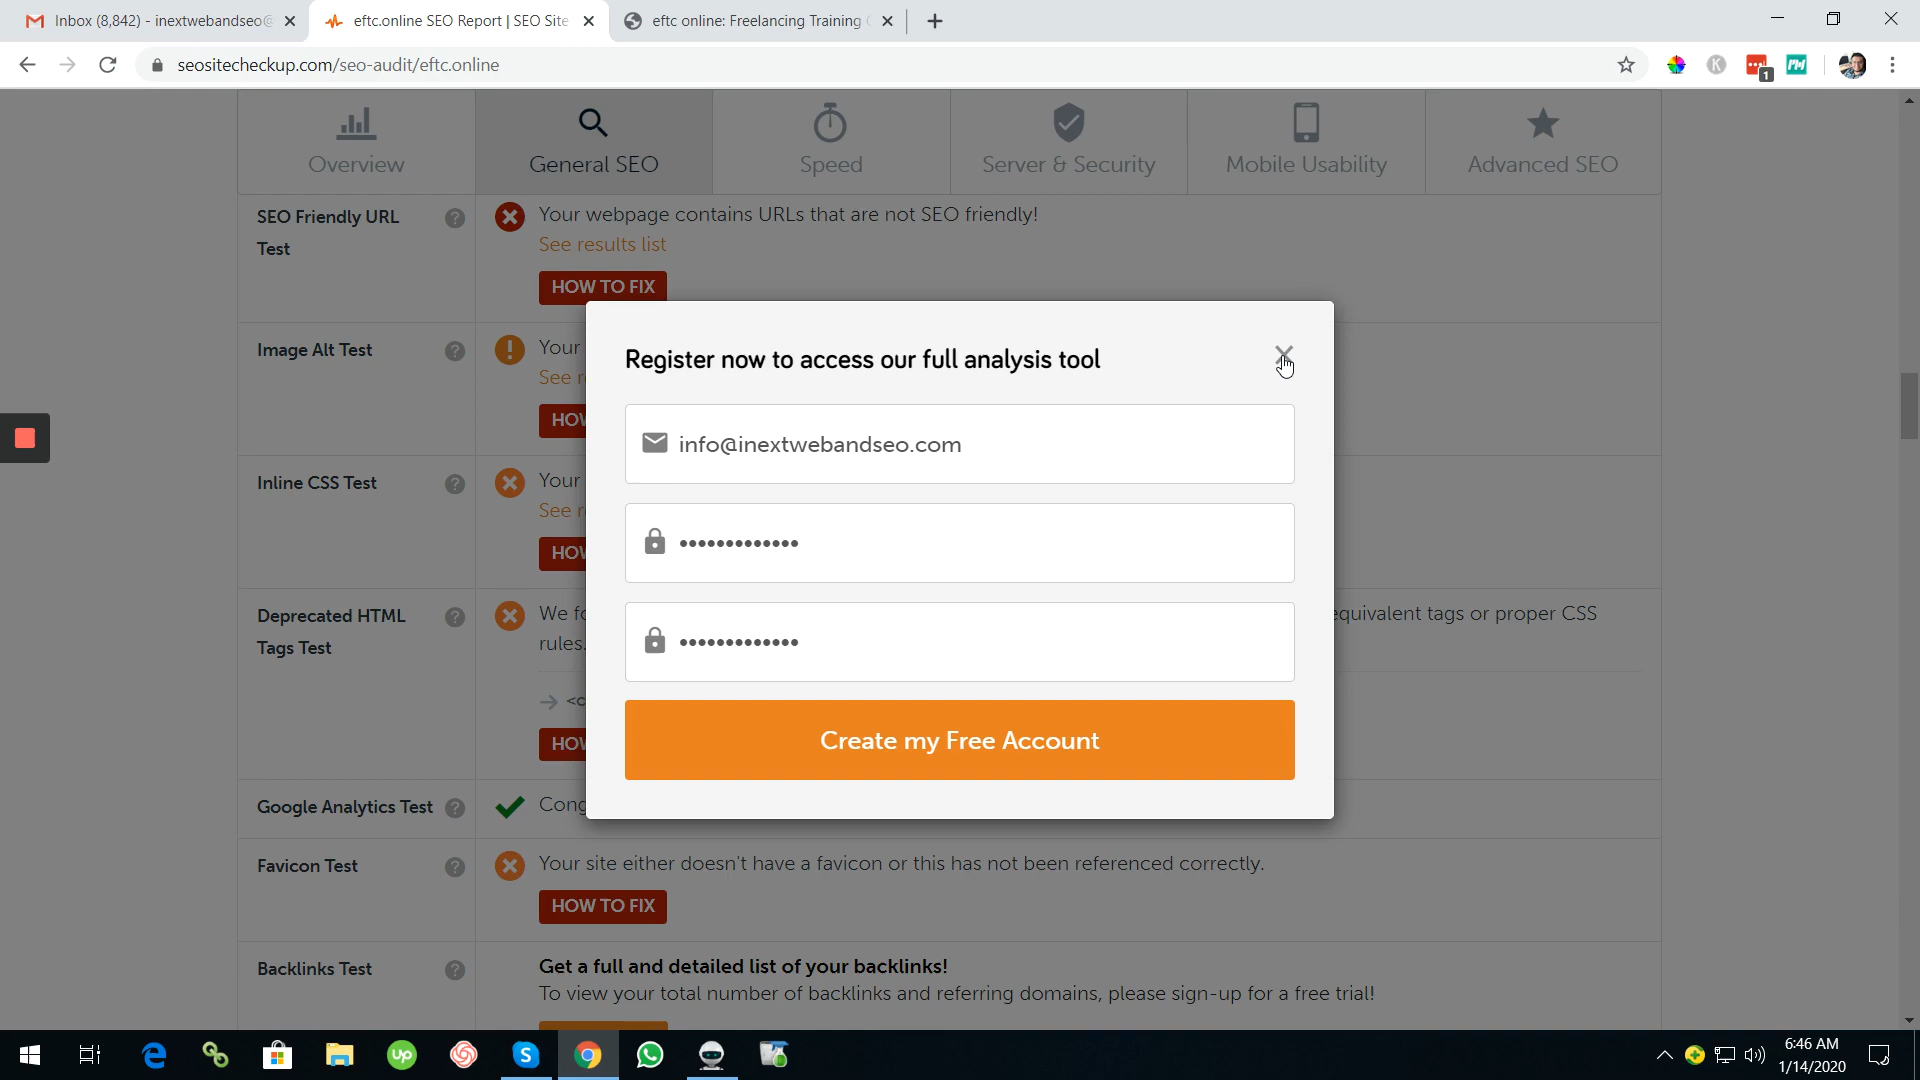 Inbox (8,842) - inextwebandseo@
eftc.online SEO Report | SEO Site
eftc online: Freelancing Training
seositecheckup.com/seo-audit/eftc.online
K
1
Overview
General SEO
Speed
Server & Security
Mobile Usability
Advanced SEO
SEO Friendly URL
Test
Your webpage contains URLs that are not SEO friendly!
See results list
HOW TO FIX
Register now to access our full analysis tool
info@inextwebandseo.com
•••••••••••••
•••••••••••••
Create my Free Account
Image Alt Test
Your
See
Inline CSS Test
Your
See
Deprecated HTML
Tags Test
We
equivalent tags or proper CSS
rules.
Google Analytics Test
Favicon Test
Your site either doesn't have a favicon or this has not been referenced correctly.
HOW TO FIX
Backlinks Test
Get a full and detailed list of your backlinks!
To view your total number of backlinks and referring domains, please sign-up for a free trial!
up
6:46 AM
1/14/2020